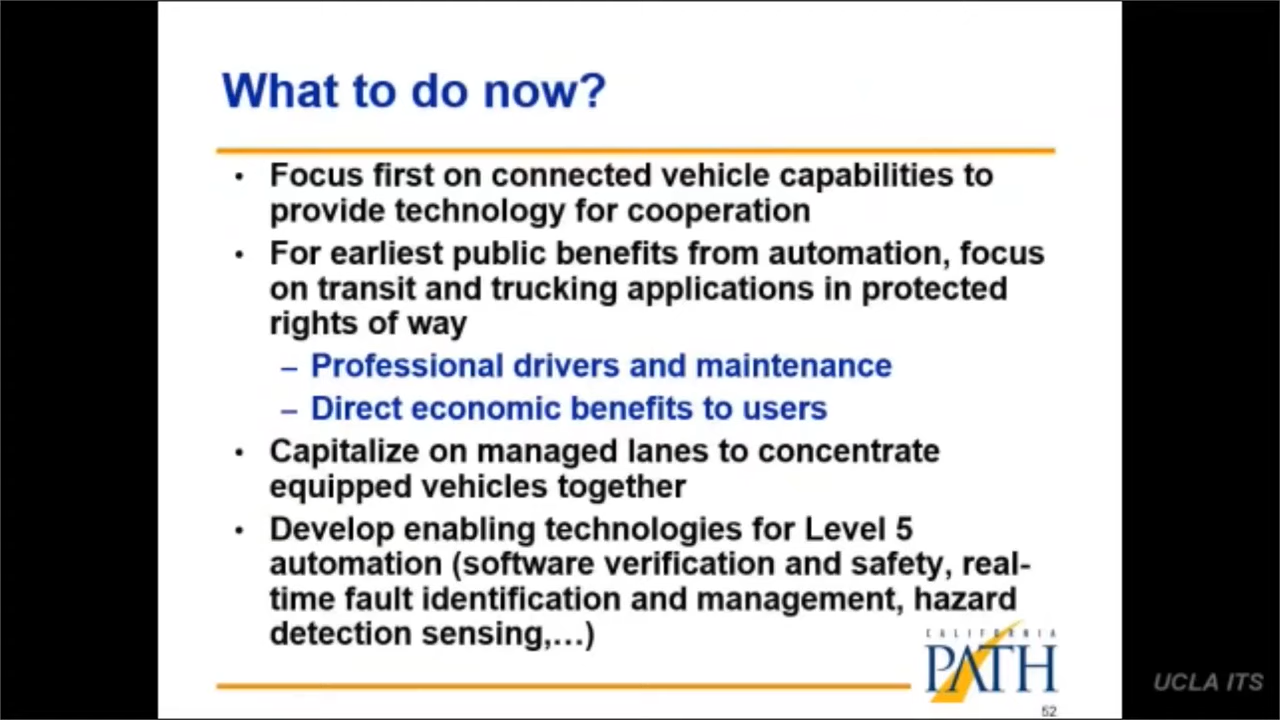 What to do now?
• Focus first on connected vehicle capabilities to
provide technology for cooperation
• For earliest public benefits from automation, focus
on transit and trucking applications in protected
rights of way
– Professional drivers and maintenance
– Direct economic benefits to users
• Capitalize on managed lanes to concentrate
equipped vehicles together
• Develop enabling technologies for Level 5
automation (software verification and safety, real-
time fault identification and management, hazard
detection sensing,…)
CALIFORNIA
PATH
UCLA ITS
52